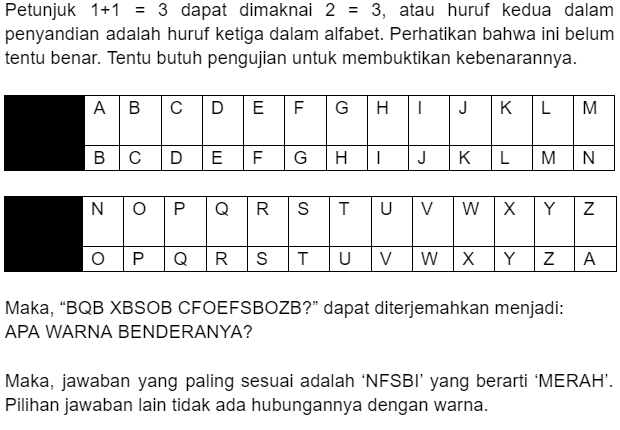 Petunjuk 1+1 = 3 dapat dimaknai 2 = 3, atau huruf kedua dalam
penyandian adalah huruf ketiga dalam alfabet. Perhatikan bahwa ini belum
tentu benar. Tentu butuh pengujian untuk membuktikan kebenarannya.
A B C D E F G H I J K L M
B C D E F G H I J K L M N
N O P Q R S T U V W X Y Z
O P Q R S T U V W X Y Z A
Maka, “BQB XBSOB CFOEFSBOZB?” dapat diterjemahkan menjadi:
APA WARNA BENDERANYA?
Maka, jawaban yang paling sesuai adalah ‘NFSBI’ yang berarti ‘MERAH’.
Pilihan jawaban lain tidak ada hubungannya dengan warna.